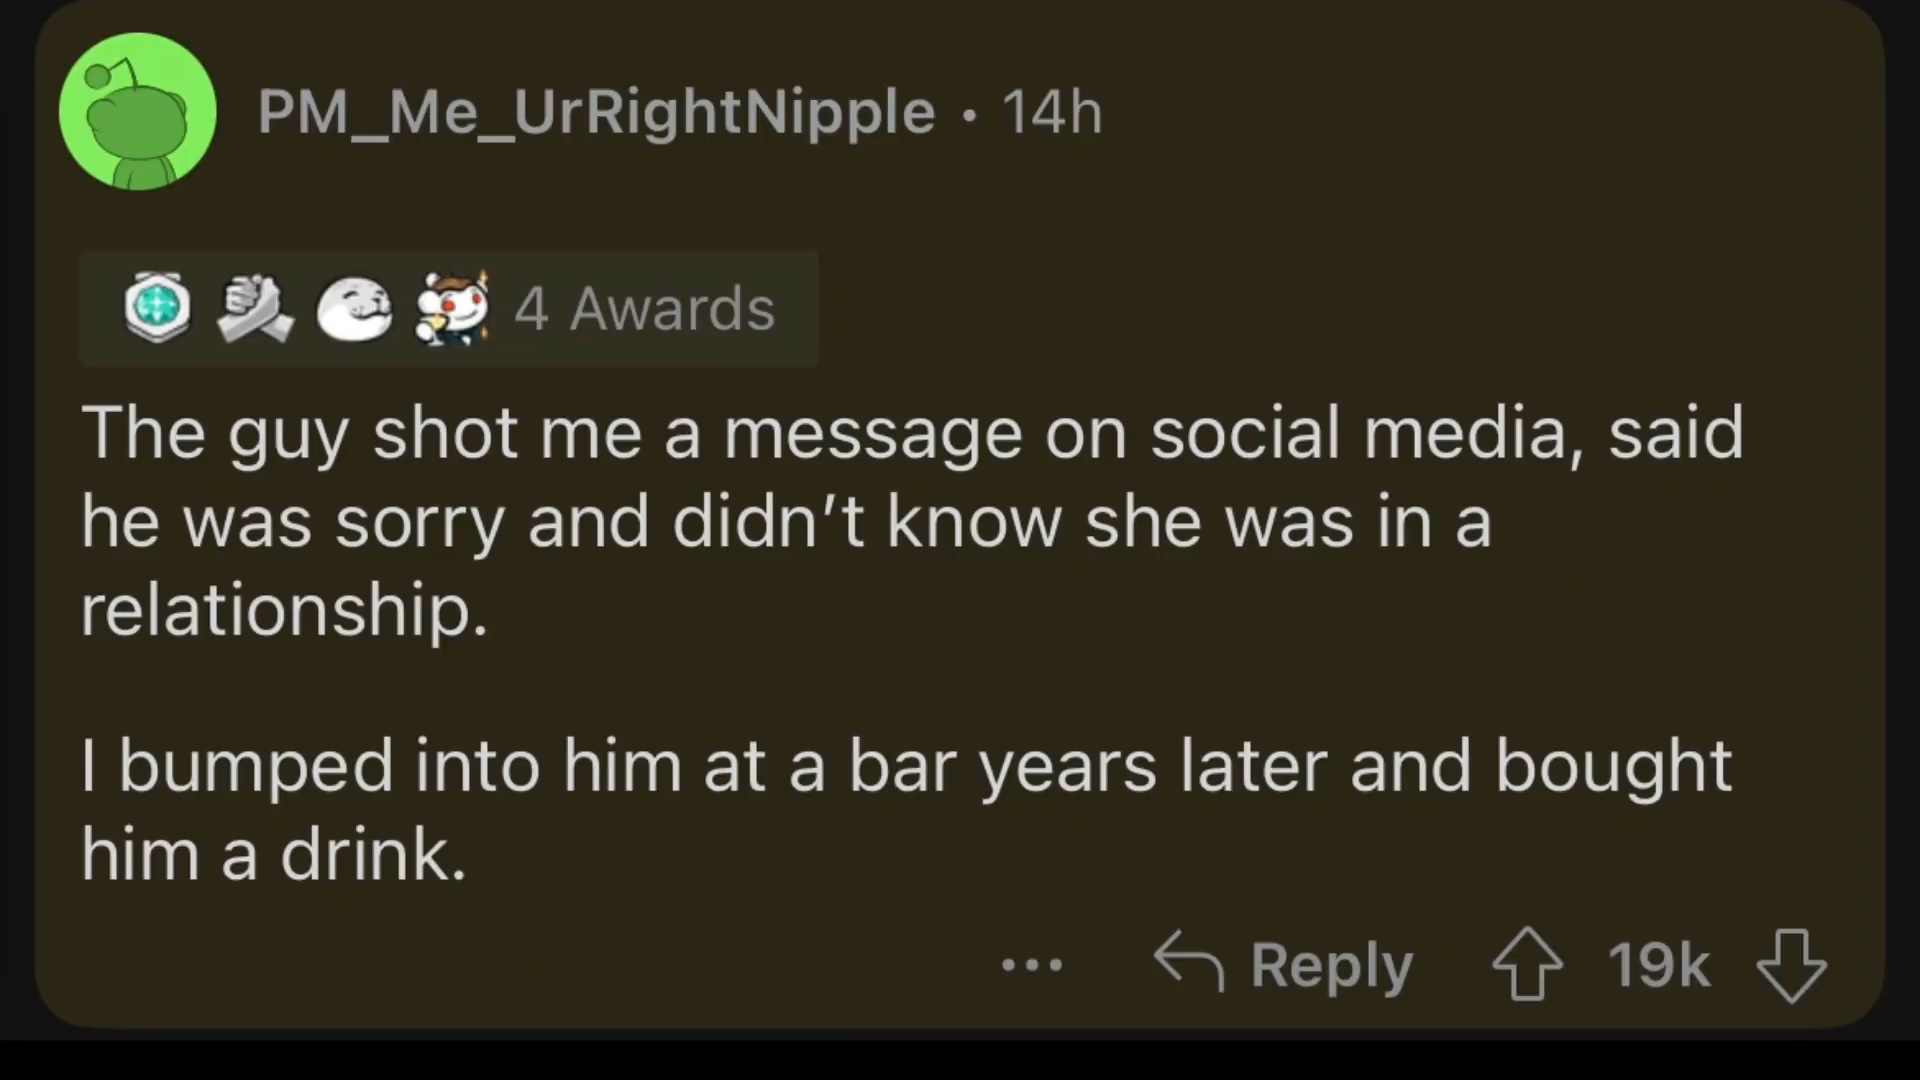 PM_Me_UrRightNipple • 14h
4 Awards
The guy shot me a message on social media, said
he was sorry and didn’t know she was in a
relationship.
I bumped into him at a bar years later and bought
him a drink.
... Reply 19k